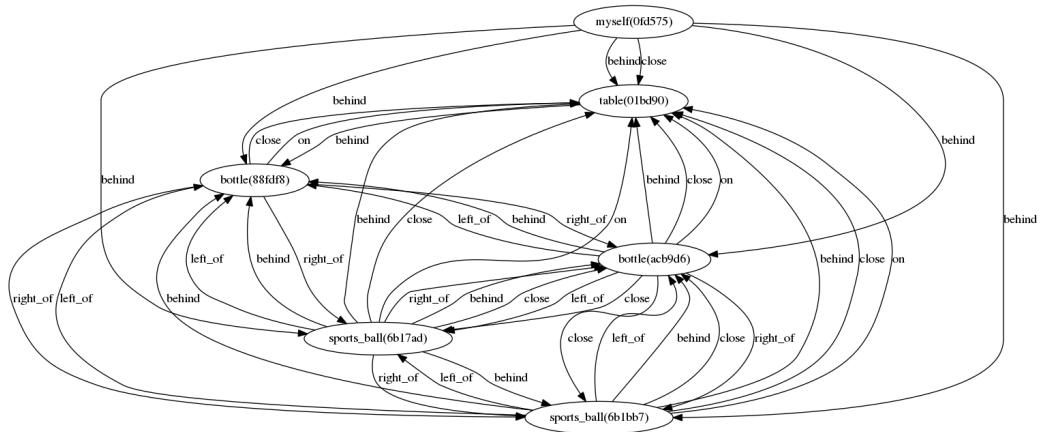 myself(0fd575)
behind close
table(01bd90)
behind
close on behind behind
bottle(88fdf8)
behind behind close on
left_of behind right_of on behind
behind close
bottle(acb9d6)
left_of behind right_of behind close on
right_of left_of behind right_of behind close left_of close
sports_ball(6b17ad)
close left_of behind close right_of
right_of left_of behind
sports_ball(6b1bb7)